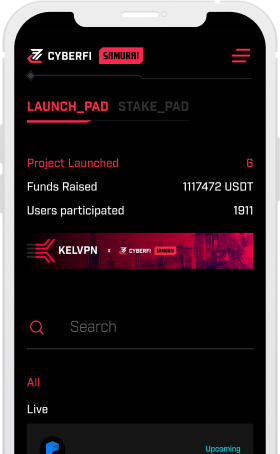 CYBERFI SAMURAI
LAUNCH_PAD STAKE_PAD
Project Launched 6
Funds Raised 1117472 USDT
Users participated 1911
KELVPN x CYBERFI SAMURAI
Search
All
Live
Upcoming